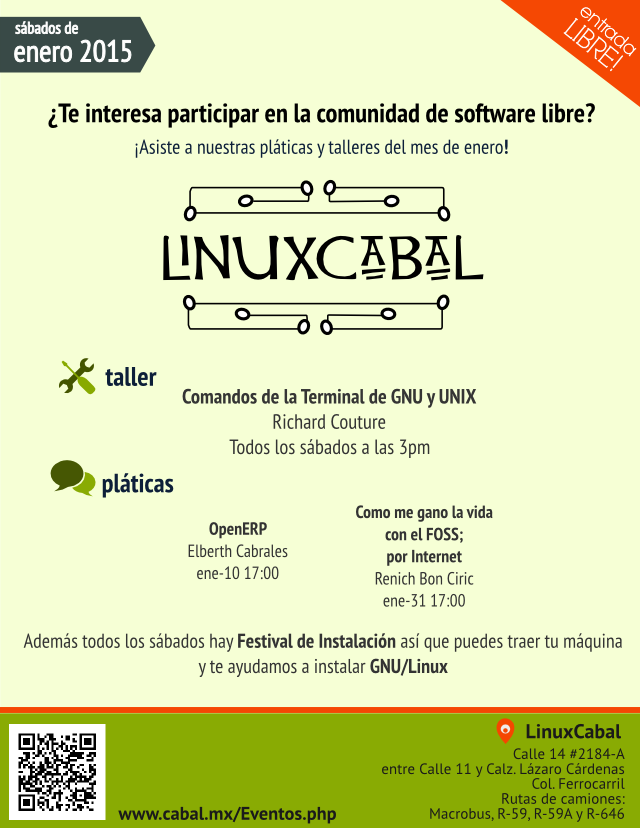 sábados de
enero 2015
entrada
LIBRE!
¿Te interesa participar en la comunidad de software libre?
¡Asiste a nuestras pláticas y talleres del mes de enero!
LINUXCABAL
taller
Comandos de la Terminal de GNU y UNIX
Richard Couture
Todos los sábados a las 3pm
pláticas
OpenERP
Elberth Cabrales
ene-10 17:00
Como me gano la vida
con el FOSS;
por Internet
Renich Bon Ciric
ene-31 17:00
Además todos los sábados hay Festival de Instalación así que puedes traer tu máquina
y te ayudamos a instalar GNU/Linux
www.cabal.mx/Eventos.php
LinuxCabal
Calle 14 #2184-A
entre Calle 11 y Calz. Lázaro Cárdenas
Col. Ferrocarril
Rutas de camiones:
Macrobus, R-59, R-59A y R-646